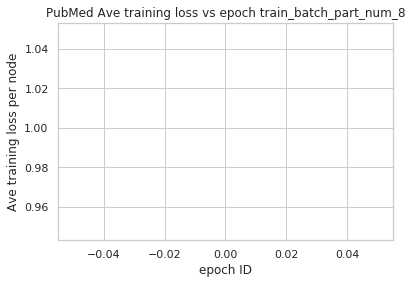 PubMed Ave training loss vs epoch train_batch_part_num_8
1.04
1.02
1.00
0.98
0.96
Ave training loss per node
−0.04 −0.02 0.00 0.02 0.04
epoch ID